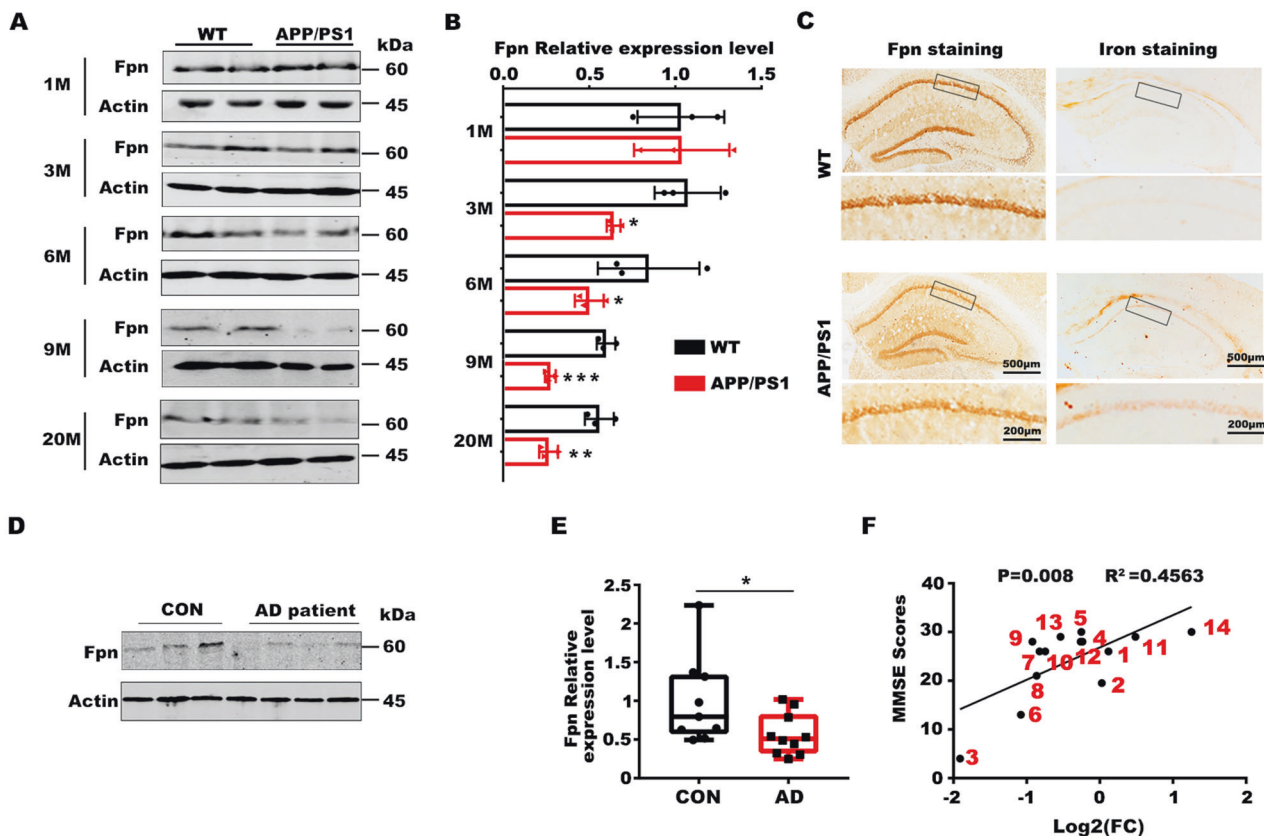 A
WT APP/PS1
kDa
1M
Fpn
60
Actin
45
3M
Fpn
60
Actin
45
6M
Fpn
60
Actin
45
9M
Fpn
60
Actin
45
20M
Fpn
60
Actin
45
B
Fpn Relative expression level
0.0 0.5 1.0 1.5
1M
3M
*
6M
*
9M
***
20M
**
WT
APP/PS1
C
Fpn staining Iron staining
WT
APP/PS1
500μm 500μm
200μm 200μm
D
CON AD patient
kDa
Fpn
60
Actin
45
E
Fpn Relative
expression level
2.5
2
1.5
1
0.5
0
*
CON AD
F
P=0.008 R² =0.4563
MMSE Scores
40
30
20
10
0
-2 -1 0 1 2
Log2(FC)
9 13 5 4 14
7 10 12 1 11
8 2
6
3